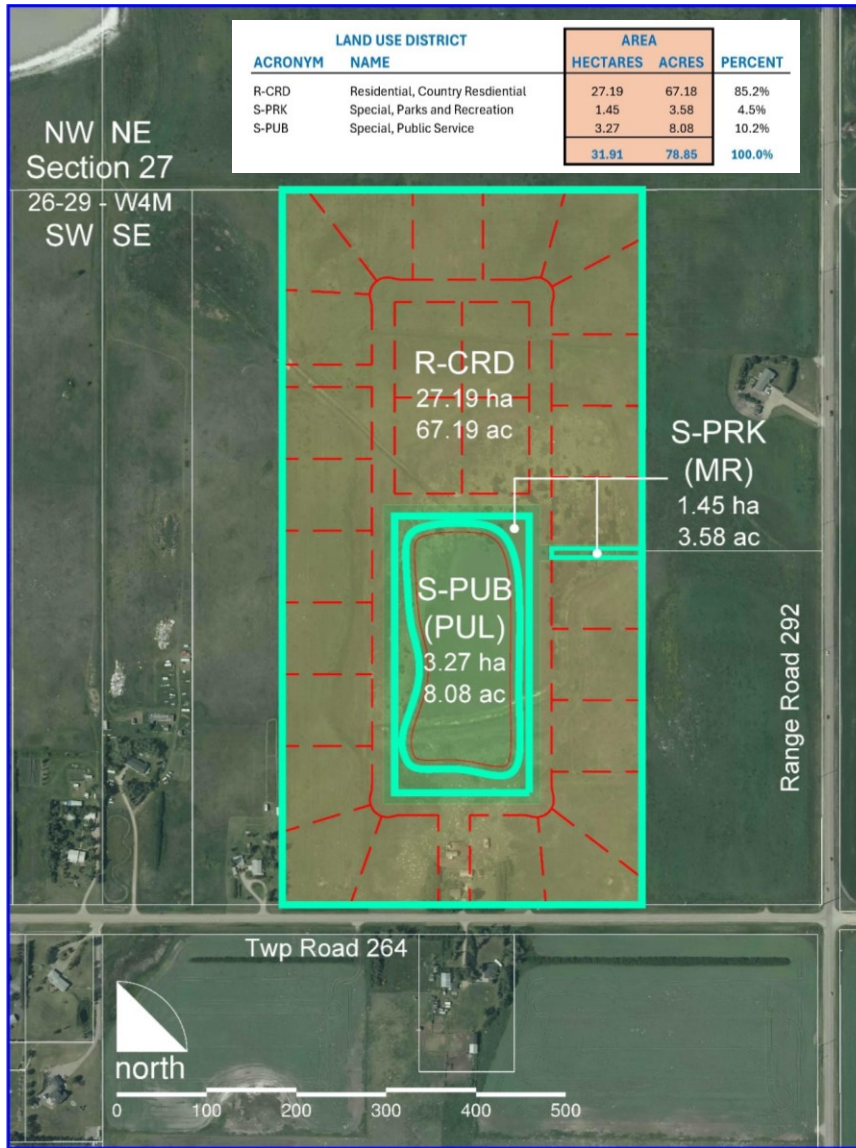 LAND USE DISTRICT AREA
ACRONYM NAME HECTARES ACRES PERCENT
R-CRD Residential, Country Resdiential 27.19 67.18 85.2%
S-PRK Special, Parks and Recreation 1.45 3.58 4.5%
S-PUB Special, Public Service 3.27 8.08 10.2%
31.91 78.85 100.0%
NW NE
Section 27
26-29 - W4M
SW SE
R-CRD
27.19 ha
67.19 ac
S-PRK
(MR)
1.45 ha
3.58 ac
S-PUB
(PUL)
3.27 ha
8.08 ac
Range Road 292
Twp Road 264
north
0 100 200 300 400 500